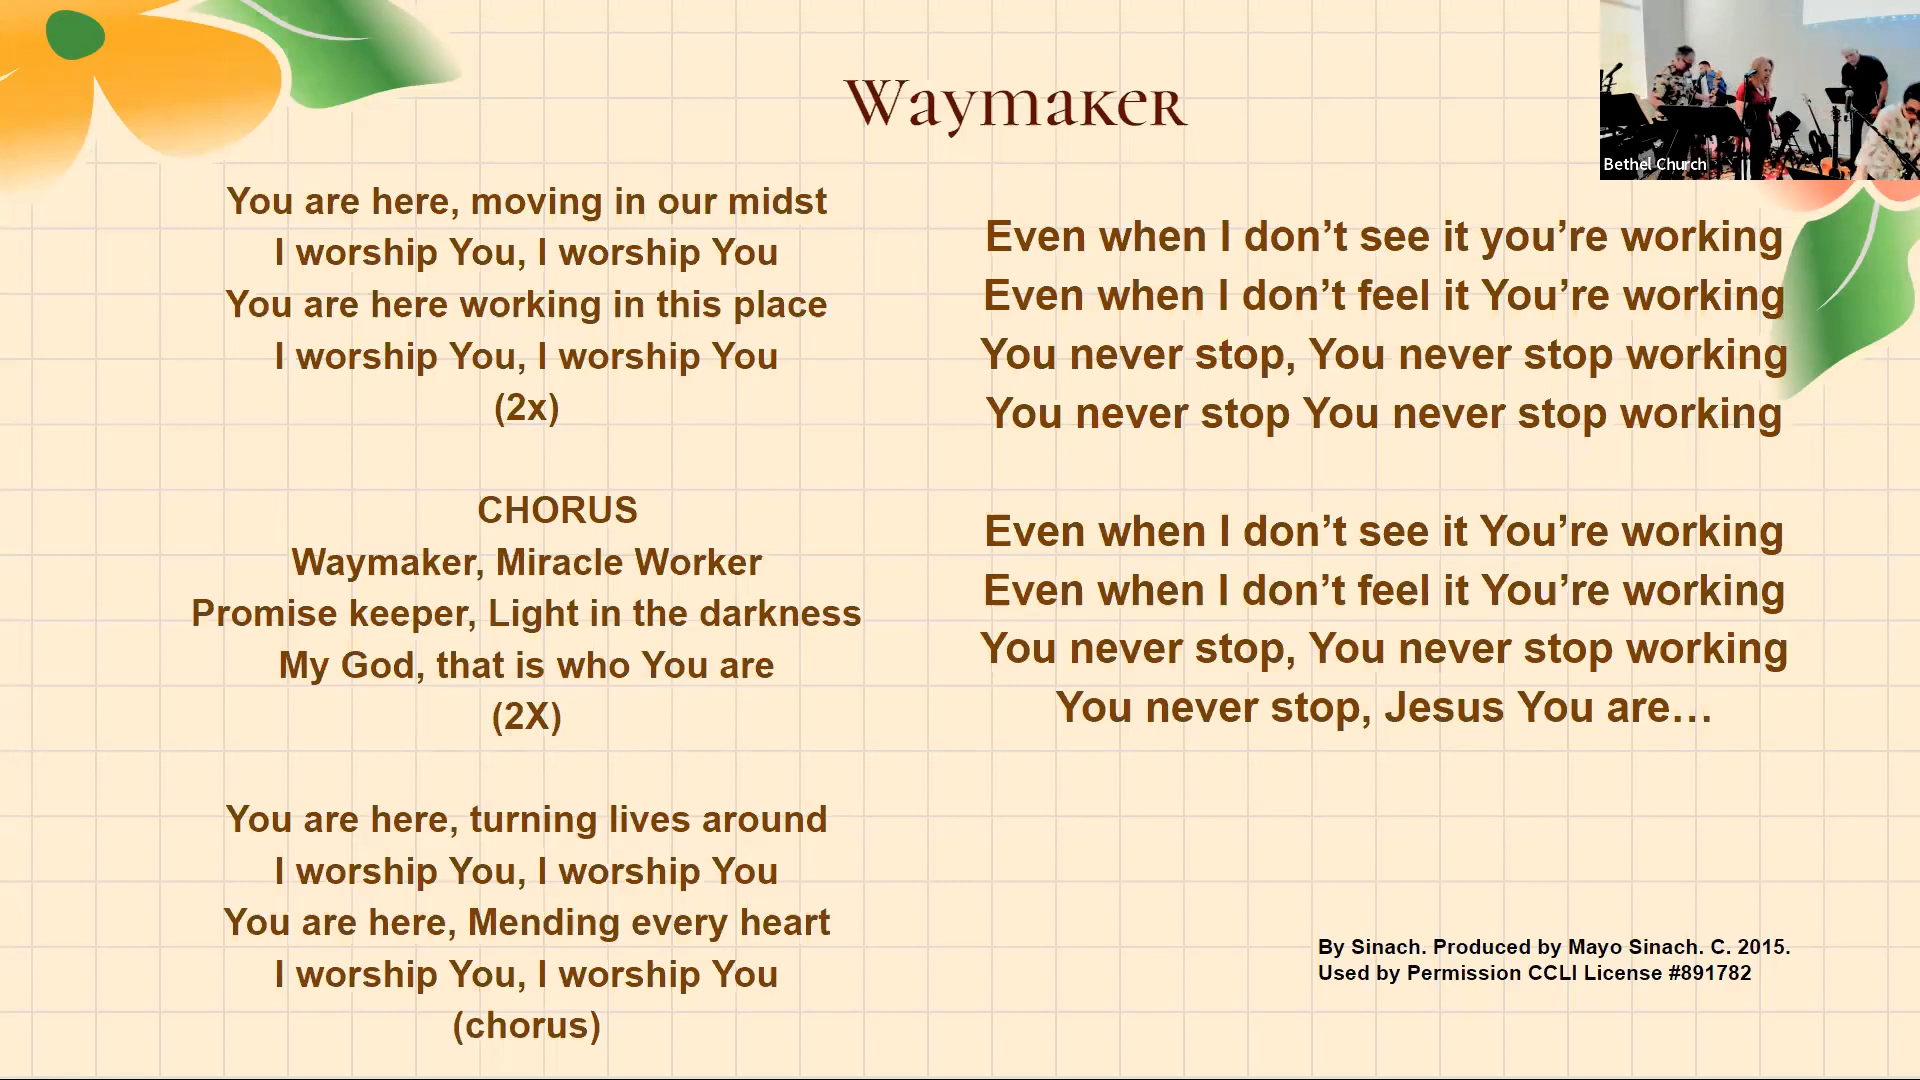 Waymaker
Bethel Church
You are here, moving in our midst
I worship You, I worship You
You are here working in this place
I worship You, I worship You
(2x)
CHORUS
Waymaker, Miracle Worker
Promise keeper, Light in the darkness
My God, that is who You are
(2X)
You are here, turning lives around
I worship You, I worship You
You are here, Mending every heart
I worship You, I worship You
(chorus)
Even when I don’t see it you’re working
Even when I don’t feel it You’re working
You never stop, You never stop working
You never stop You never stop working
Even when I don’t see it You’re working
Even when I don’t feel it You’re working
You never stop, You never stop working
You never stop, Jesus You are…
By Sinach. Produced by Mayo Sinach. C. 2015.
Used by Permission CCLI License #891782